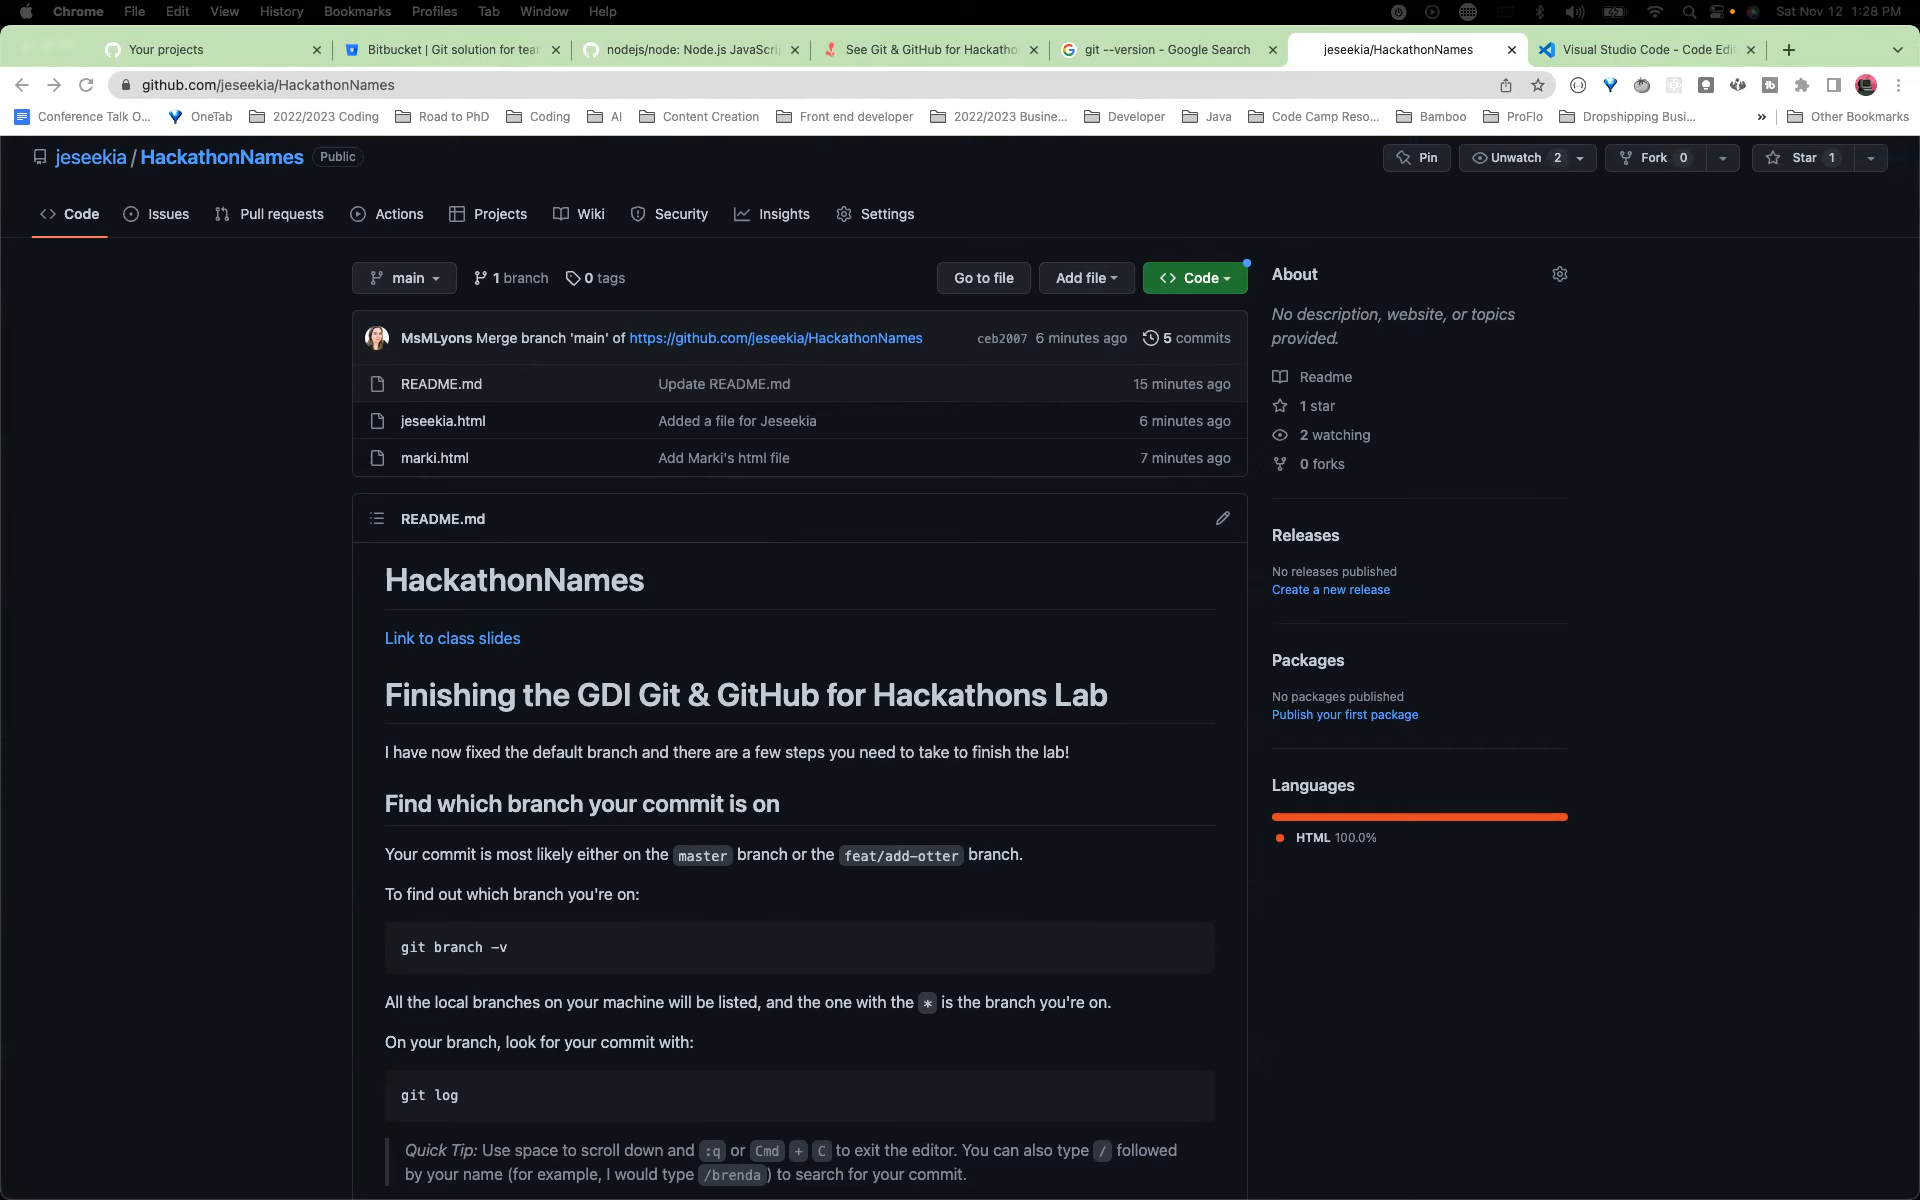 Chrome File Edit View History Bookmarks Profiles Tab Window Help Sat Nov 12 1:28 PM
Your projects Bitbucket | Git solution for tea nodejs/node: Node.js JavaScri See Git & GitHub for Hackatho git --version - Google Search jeseekia/HackathonNames Visual Studio Code - Code Edi
github.com/jeseekia/HackathonNames
Conference Talk O... OneTab 2022/2023 Coding Road to PhD Coding AI Content Creation Front end developer 2022/2023 Busine... Developer Java Code Camp Reso... Bamboo ProFlo Dropshipping Busi... » Other Bookmarks
jeseekia / HackathonNames Public Pin Unwatch 2 Fork 0 Star 1
Code Issues Pull requests Actions Projects Wiki Security Insights Settings
main 1 branch 0 tags Go to file Add file Code
MsMLyons Merge branch 'main' of https://github.com/jeseekia/HackathonNames ceb2007 6 minutes ago 5 commits
README.md Update README.md 15 minutes ago
jeseekia.html Added a file for Jeseekia 6 minutes ago
marki.html Add Marki's html file 7 minutes ago
README.md
HackathonNames
Link to class slides
Finishing the GDI Git & GitHub for Hackathons Lab
I have now fixed the default branch and there are a few steps you need to take to finish the lab!
Find which branch your commit is on
Your commit is most likely either on the master branch or the feat/add-otter branch.
To find out which branch you're on:
git branch -v
All the local branches on your machine will be listed, and the one with the * is the branch you're on.
On your branch, look for your commit with:
git log
Quick Tip: Use space to scroll down and :q or Cmd + C to exit the editor. You can also type / followed
by your name (for example, I would type /brenda) to search for your commit.
About
No description, website, or topics
provided.
Readme
1 star
2 watching
0 forks
Releases
No releases published
Create a new release
Packages
No packages published
Publish your first package
Languages
HTML 100.0%